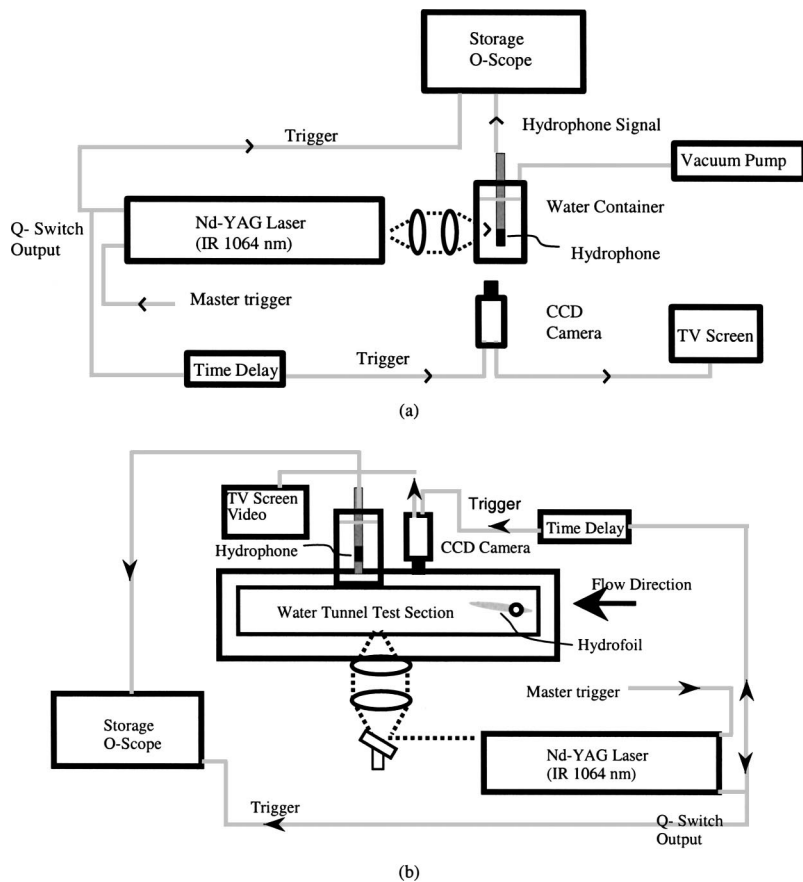 Storage
O-Scope
Trigger
Hydrophone Signal
Vacuum Pump
Nd-YAG Laser
(IR 1064 nm)
Water Container
Q- Switch
Output
Hydrophone
Master trigger
CCD
Camera
TV Screen
Time Delay
Trigger
(a)
TV Screen
Video
Trigger
Time Delay
Hydrophone
CCD Camera
Flow Direction
Water Tunnel Test Section
Hydrofoil
Master trigger
Storage
O-Scope
Nd-YAG Laser
(IR 1064 nm)
Trigger
Q- Switch
Output
(b)